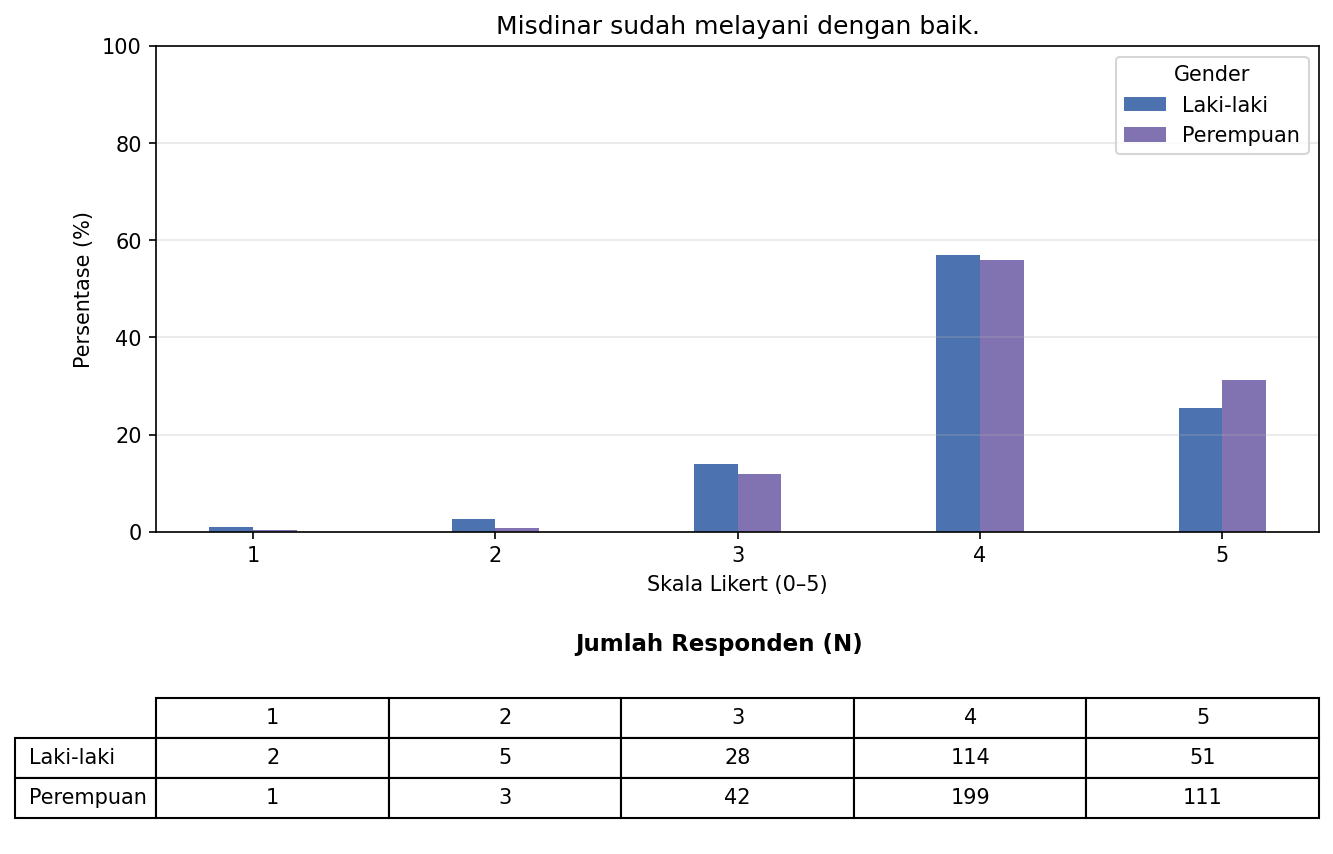 Misdinar sudah melayani dengan baik.
100
80
60
40
20
0
Persentase (%)
Gender
Laki-laki
Perempuan
1 2 3 4 5
Skala Likert (0–5)
Jumlah Responden (N)
1 2 3 4 5
Laki-laki 2 5 28 114 51
Perempuan 1 3 42 199 111